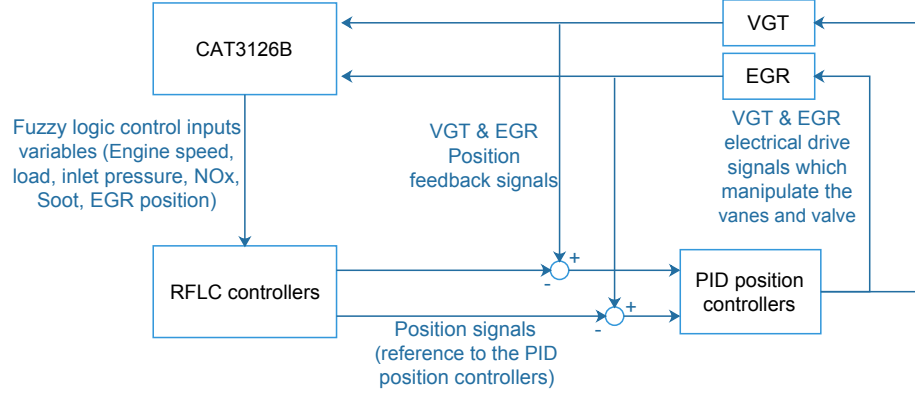 CAT3126B
VGT
EGR
Fuzzy logic control inputs
variables (Engine speed,
load, inlet pressure, NOx,
Soot, EGR position)
VGT & EGR
Position
feedback signals
VGT & EGR
electrical drive
signals which
manipulate the
vanes and valve
RFLC controllers
+
-
+
-
PID position
controllers
Position signals
(reference to the PID
position controllers)